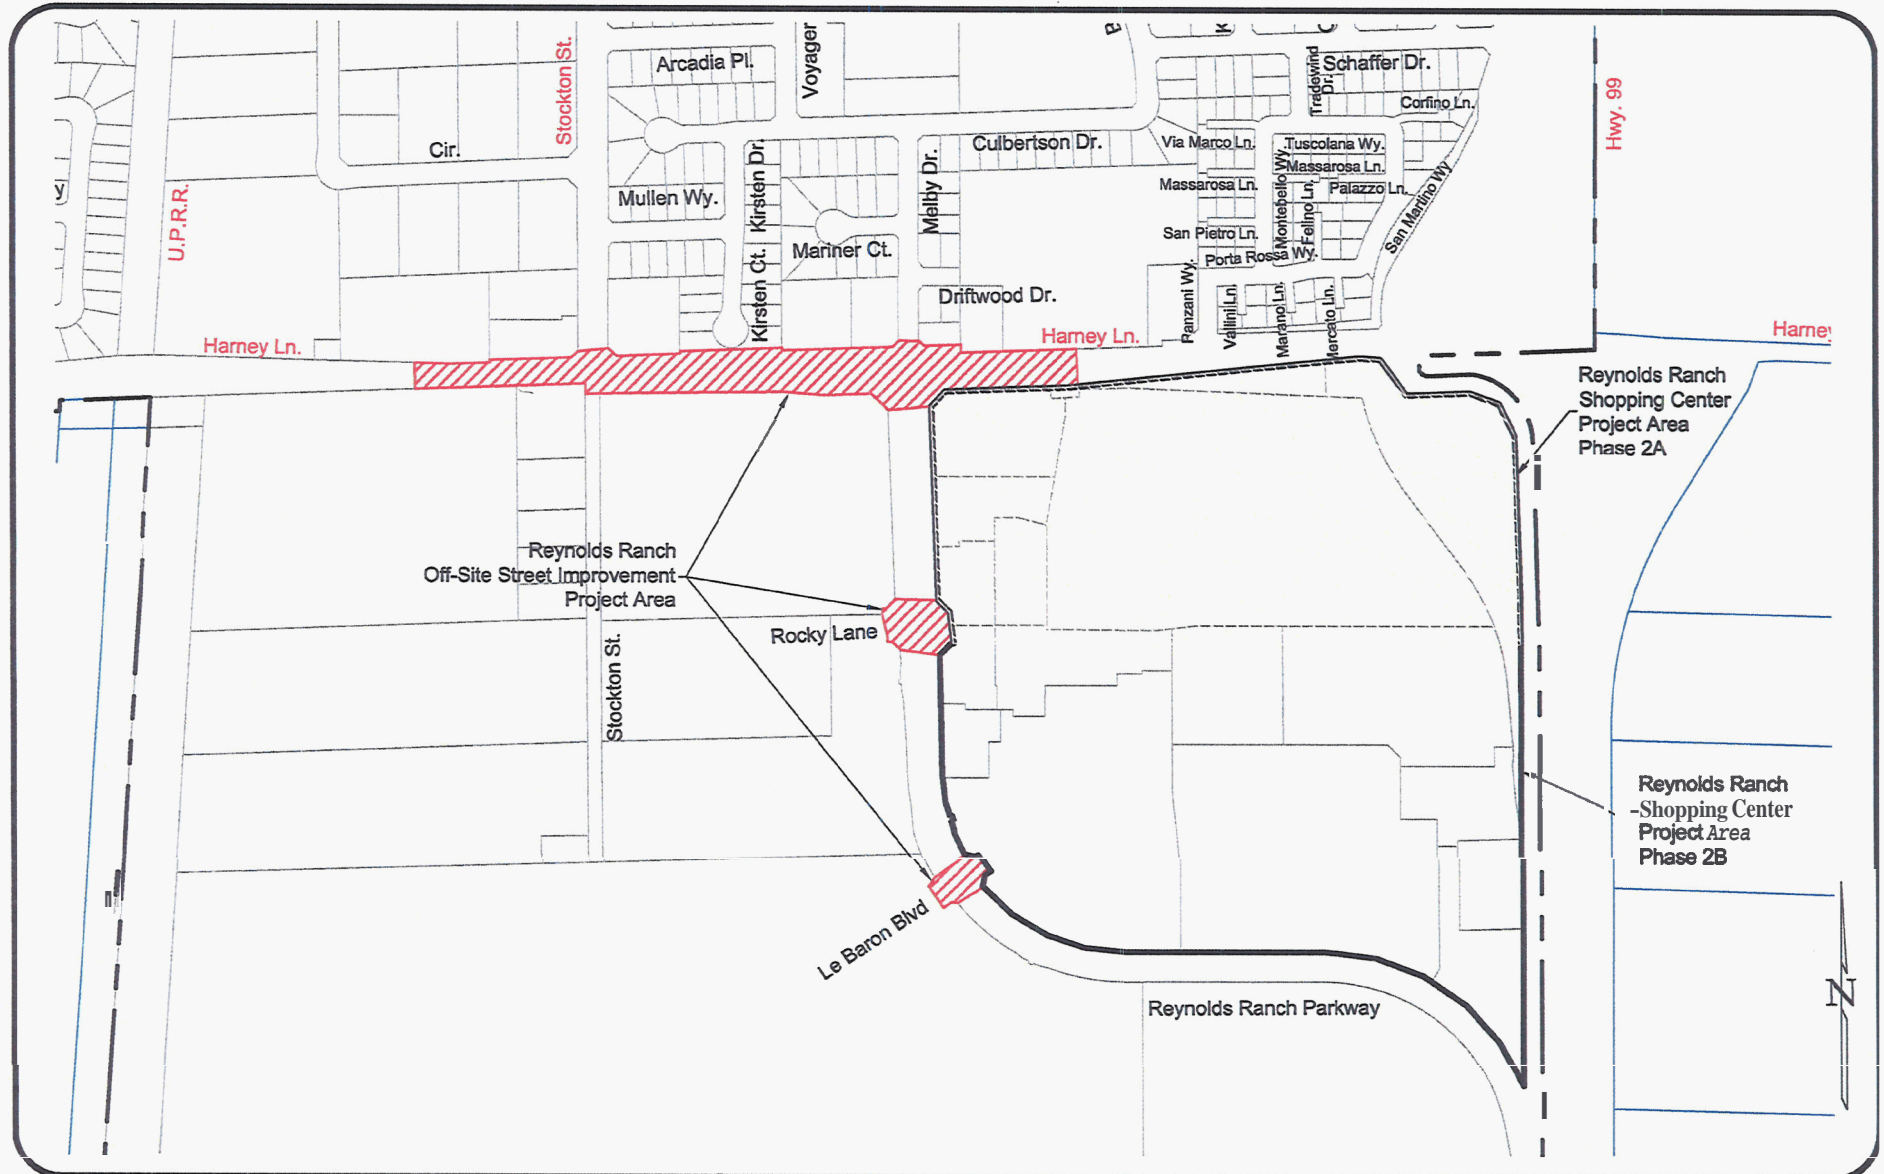 Arcadia Pl.
Voyager
Stockton St.
Cir.
Mullen Wy.
Kirsten Dr.
Kirsten Ct.
Mariner Ct.
Melby Dr.
Culbertson Dr.
Driftwood Dr.
U.P.R.R.
Tradewind
Dr.
Schaffer Dr.
Corfino Ln.
Via Marco Ln.
Tuscolana Wy.
Massarosa Ln.
Massarosa Ln.
Palazzo Ln.
San Martino Wy
Montebello Wy.
Felino Ln.
San Pietro Ln.
Porta Rossa Wy.
Panzani Wy.
Vallini Ln.
Marano Ln.
Mercato Ln.
Hwy. 99
Harney Ln.
Harney Ln.
Harney
Reynolds Ranch
Shopping Center
Project Area
Phase 2A
Reynolds Ranch
Off-Site Street Improvement
Project Area
Rocky Lane
Stockton St.
Reynolds Ranch
-Shopping Center
Project Area
Phase 2B
Le Baron Blvd
Reynolds Ranch Parkway
N